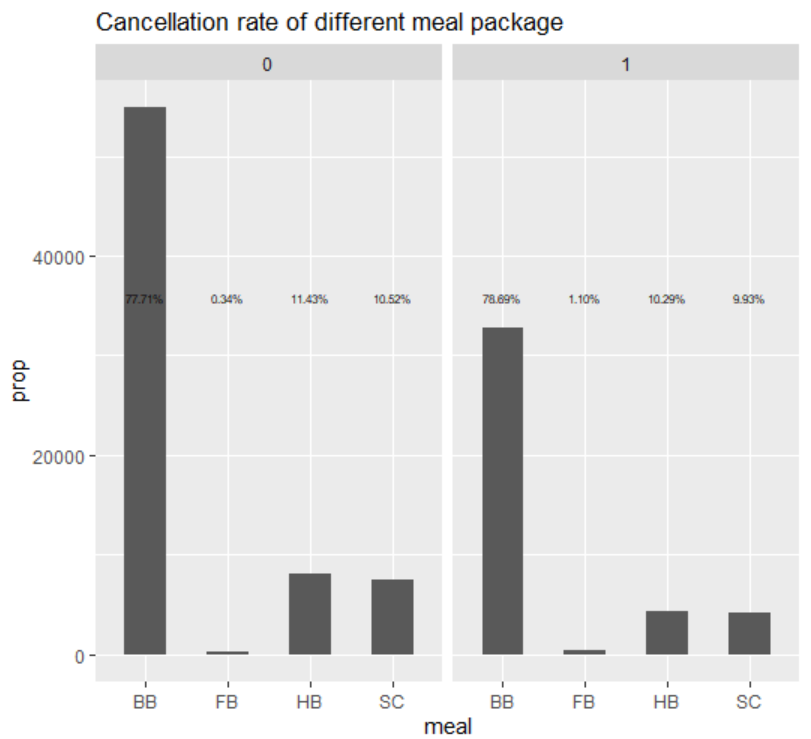 Cancellation rate of different meal package
0 1
40000
77.71% 0.34% 11.43% 10.52% 78.69% 1.10% 10.29% 9.93%
prop
20000
0
BB FB HB SC BB FB HB SC
meal